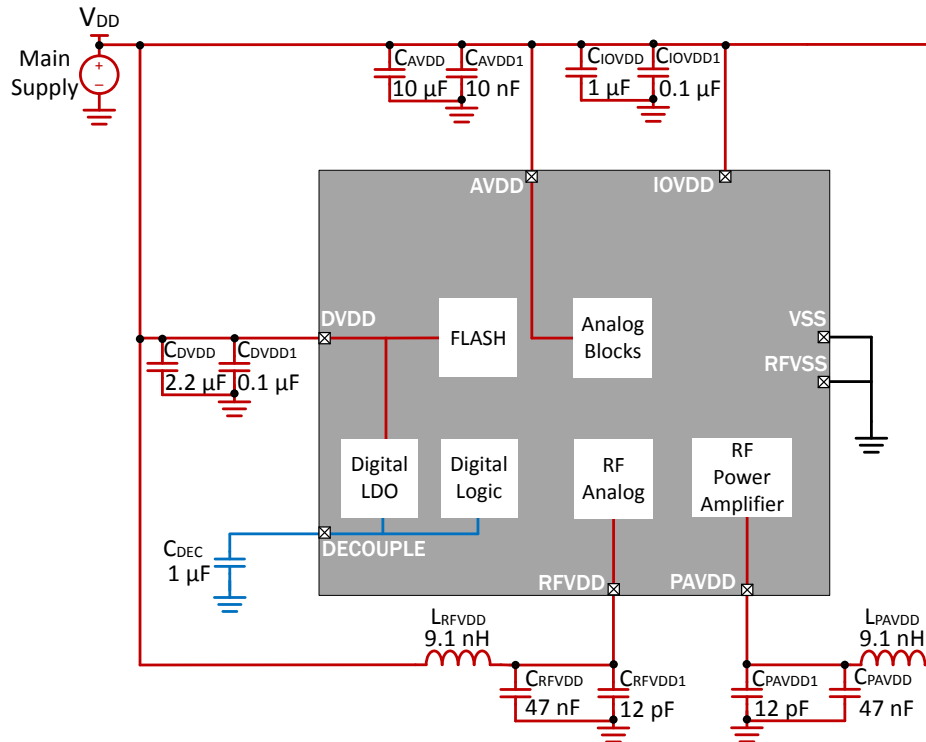 VDD
Main
Supply
+
−
CAVDD
10 µF
CAVDD1
10 nF
CIOVDD
1 µF
CIOVDD1
0.1 µF
AVDD
IOVDD
DVDD
FLASH
Analog
Blocks
VSS
RFVSS
CDVDD
2.2 µF
CDVDD1
0.1 µF
Digital
LDO
Digital
Logic
RF
Analog
RF
Power
Amplifier
DECOUPLE
CDEC
1 µF
RFVDD
PAVDD
LRFVDD
9.1 nH
LPAVDD
9.1 nH
CRFVDD
47 nF
CRFVDD1
12 pF
CPAVDD1
12 pF
CPAVDD
47 nF